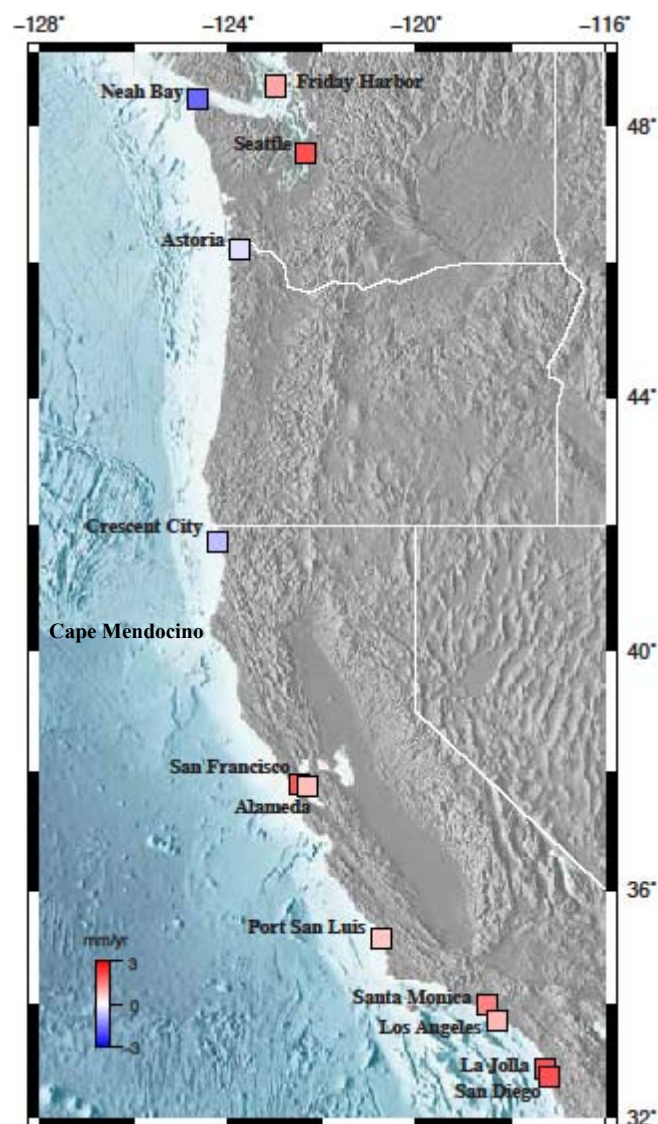 −128° −124° −120° −116°
Neah Bay
Friday Harbor
48°
Seattle
Astoria
44°
Crescent City
Cape Mendocino
40°
San Francisco
Alameda
36°
Port San Luis
mm/yr
3
0
−3
Santa Monica
Los Angeles
La Jolla
San Diego
32°